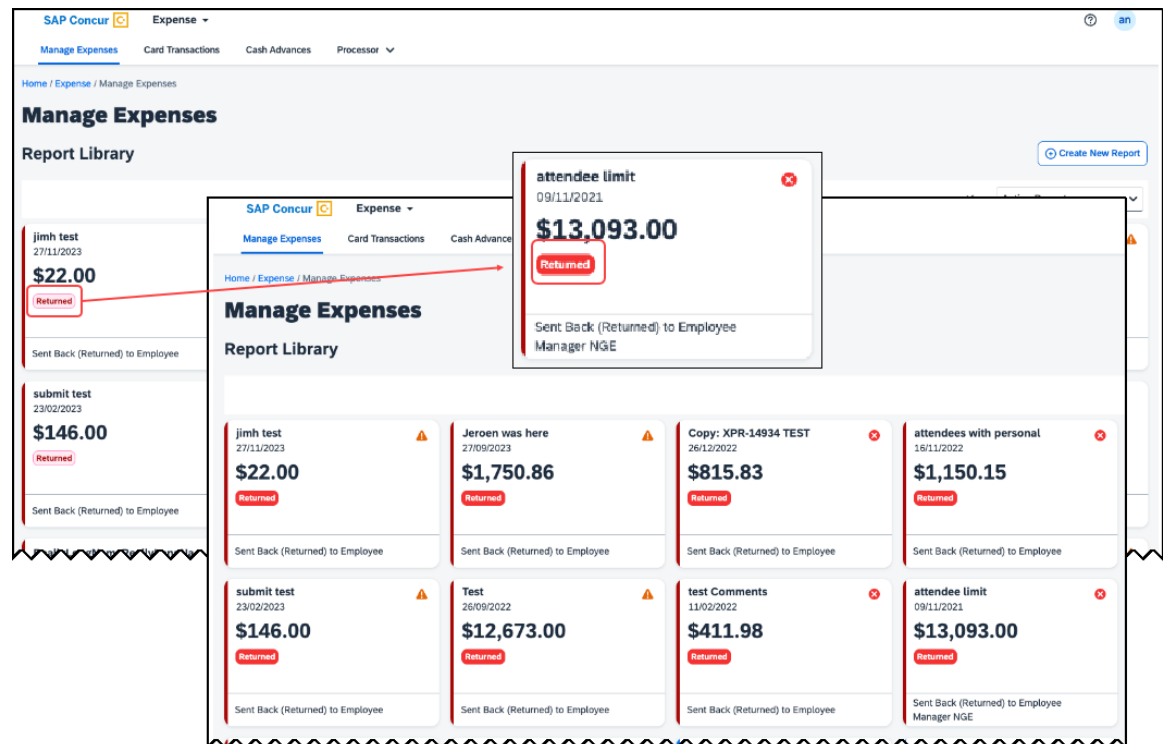 SAP Concur Expense
an
Manage Expenses Card Transactions Cash Advances Processor
Home / Expense / Manage Expenses
Manage Expenses
Report Library
Create New Report
jimh test
27/11/2023
$22.00
Returned
Sent Back (Returned) to Employee
submit test
23/02/2023
$146.00
Returned
Sent Back (Returned) to Employee
attendee limit
09/11/2021
$13,093.00
Returned
Sent Back (Returned) to Employee
Manager NGE
SAP Concur Expense
Manage Expenses Card Transactions Cash Advance
Home / Expense / Manage Expenses
Manage Expenses
Report Library
jimh test
27/11/2023
$22.00
Returned
Sent Back (Returned) to Employee
Jeroen was here
27/09/2023
$1,750.86
Returned
Sent Back (Returned) to Employee
Copy: XPR-14934 TEST
26/12/2022
$815.83
Returned
Sent Back (Returned) to Employee
attendees with personal
16/11/2022
$1,150.15
Returned
Sent Back (Returned) to Employee
submit test
23/02/2023
$146.00
Returned
Sent Back (Returned) to Employee
Test
26/09/2022
$12,673.00
Returned
Sent Back (Returned) to Employee
test Comments
11/02/2022
$411.98
Returned
Sent Back (Returned) to Employee
attendee limit
09/11/2021
$13,093.00
Returned
Sent Back (Returned) to Employee
Manager NGE